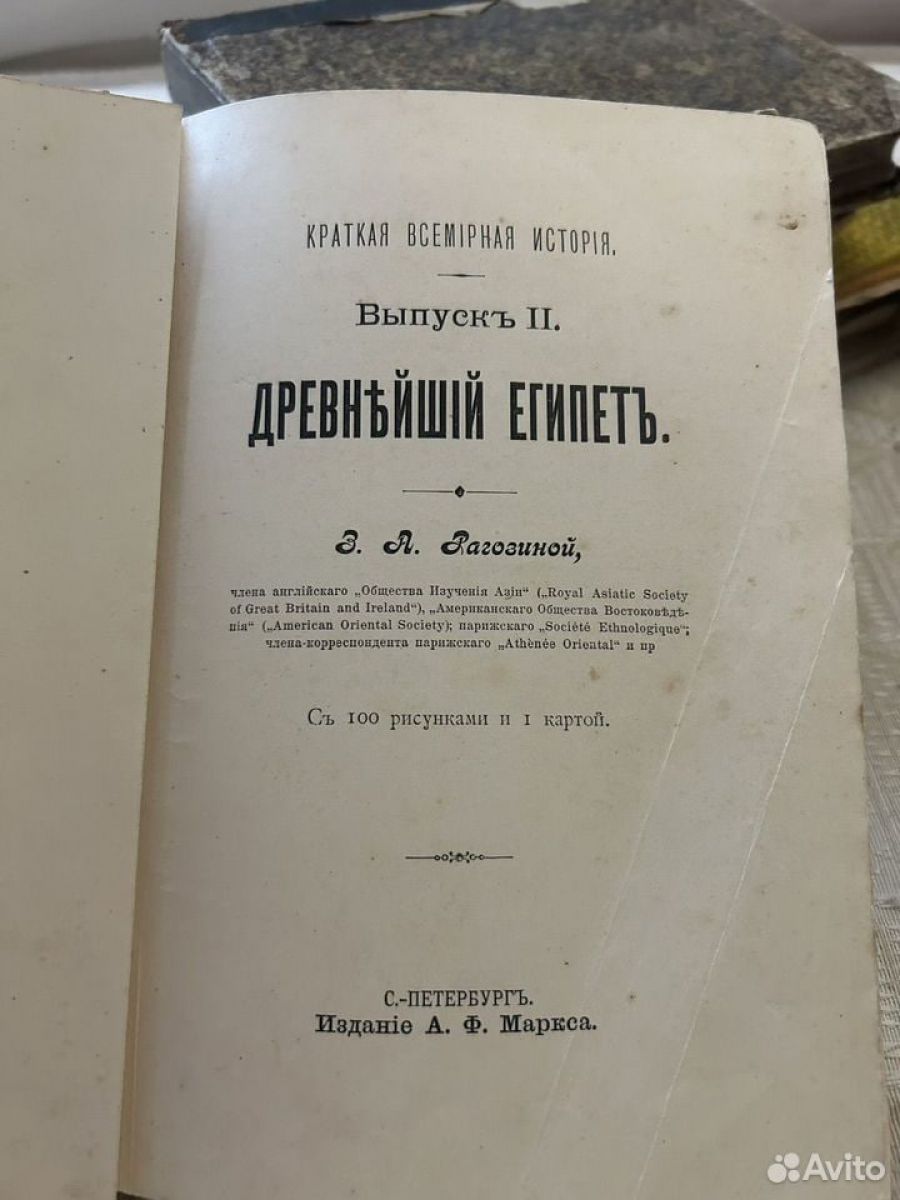 КРАТКАЯ ВСЕМІРНАЯ ИСТОРІЯ.
Выпускъ II.
ДРЕВНѢЙШІЙ ЕГИПЕТЪ.
З. А. Рагозиной,
члена англійскаго „Общества Изученія Азіи“ („Royal Asiatic Society
of Great Britain and Ireland“), „Американскаго Общества Востоковѣдѣ-
нія“ („American Oriental Society); парижскаго „Société Ethnologique“;
члена-корреспондента парижскаго „Athènée Oriental“ и пр
Съ 100 рисунками и 1 картой.
С.-ПЕТЕРБУРГЪ.
Изданіе А. Ф. Маркса.
Avito